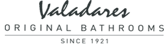 Valadares
ORIGINAL BATHROOMS
SINCE 1921